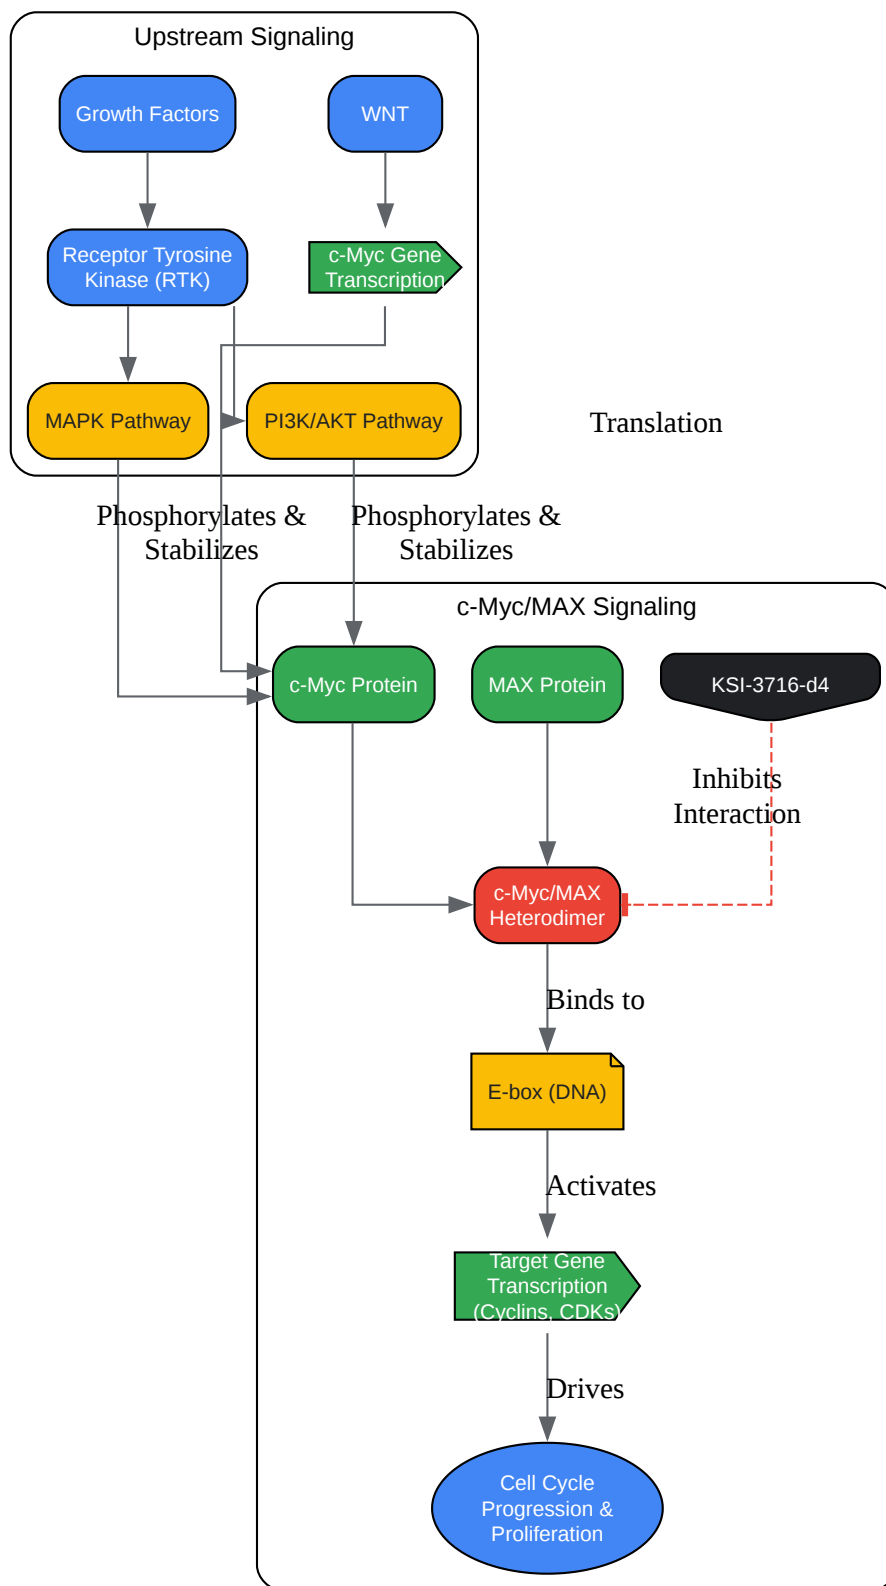 Upstream Signaling
Growth Factors
WNT
Receptor Tyrosine
Kinase (RTK)
c-Myc Gene
Transcription
MAPK Pathway
PI3K/AKT Pathway
Translation
Phosphorylates &
Stabilizes
Phosphorylates &
Stabilizes
c-Myc/MAX Signaling
c-Myc Protein
MAX Protein
KSI-3716-d4
Inhibits
Interaction
c-Myc/MAX
Heterodimer
Binds to
E-box (DNA)
Activates
Target Gene
Transcription
(Cyclins, CDKs)
Drives
Cell Cycle
Progression &
Proliferation